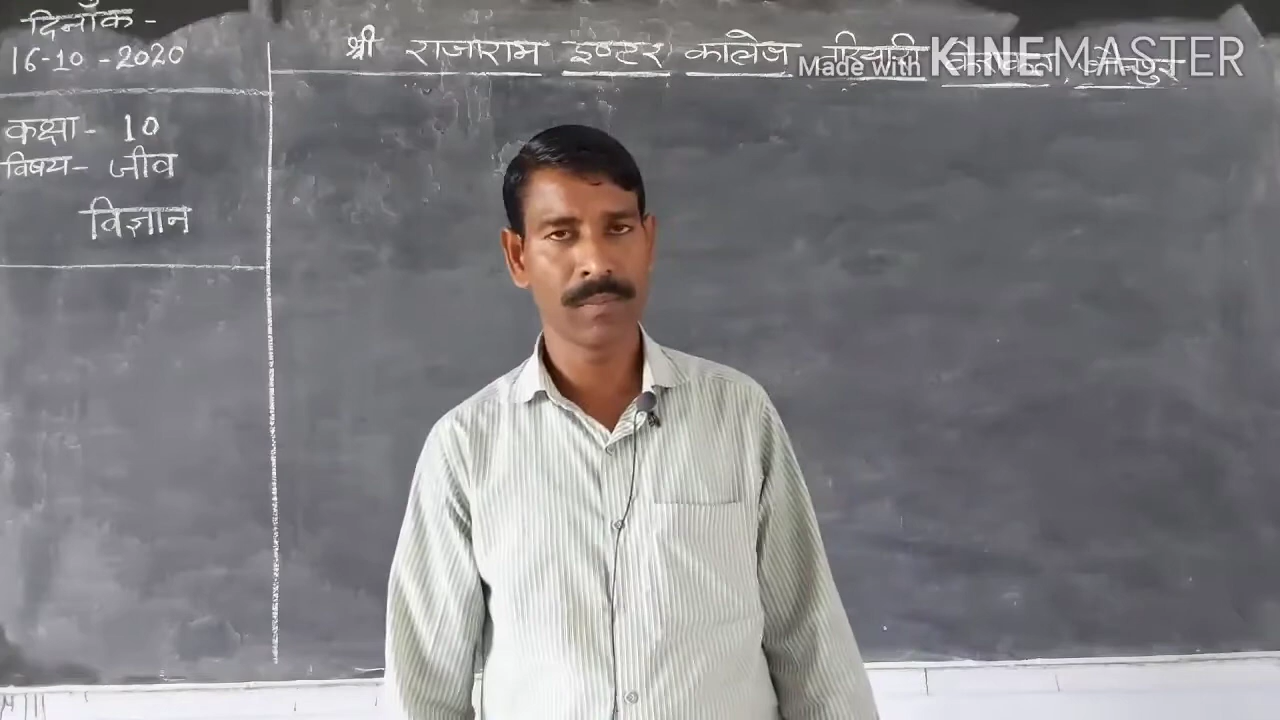 दिनाँक -
16-10-2020
श्री राजाराम इण्टर कालेज
Made with KINEMASTER
कक्षा- 10
विषय- जीव
विज्ञान